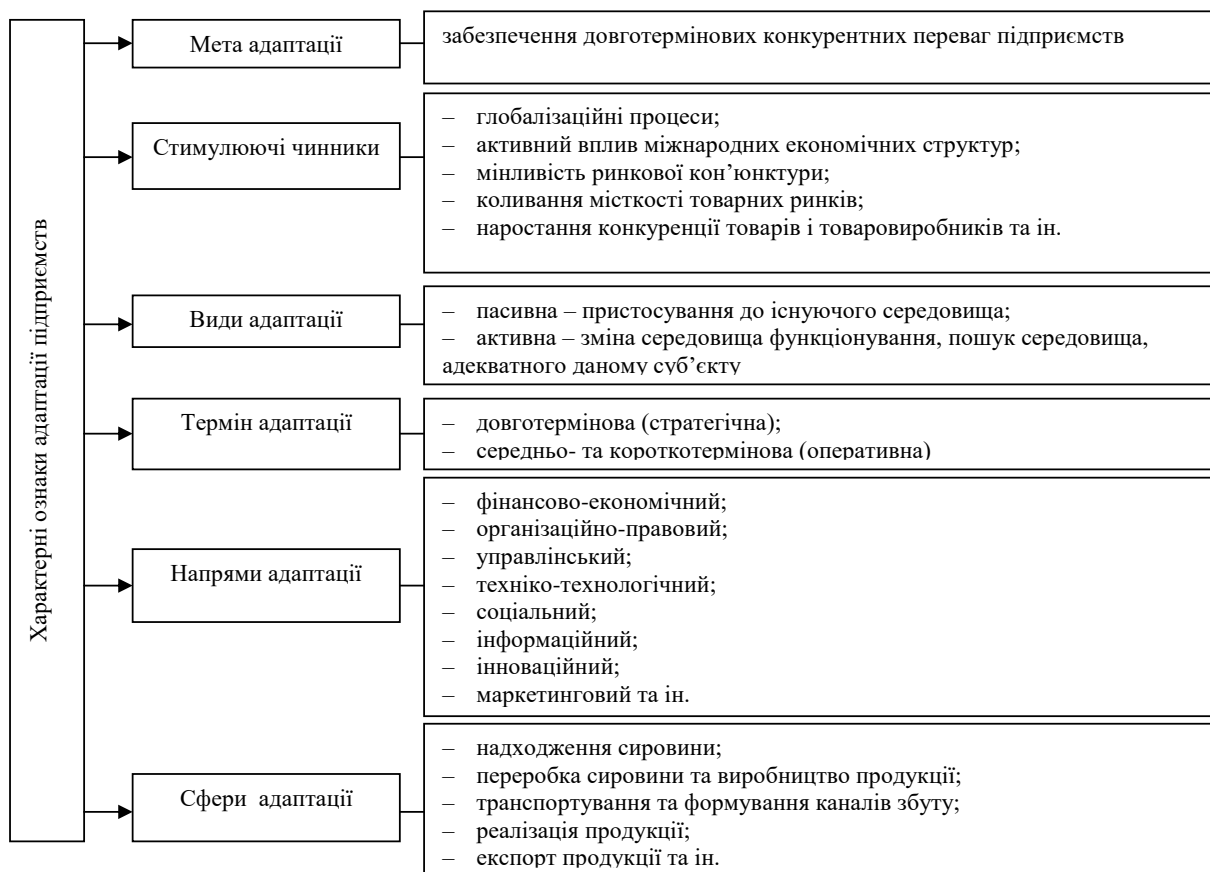 Характерні ознаки адаптації підприємств
Мета адаптації
забезпечення довготермінових конкурентних переваг підприємств
Стимулюючі чинники
– глобалізаційні процеси;
– активний вплив міжнародних економічних структур;
– мінливість ринкової кон’юнктури;
– коливання місткості товарних ринків;
– наростання конкуренції товарів і товаровиробників та ін.
Види адаптації
– пасивна – пристосування до існуючого середовища;
– активна – зміна середовища функціонування, пошук середовища,
адекватного даному суб’єкту
Термін адаптації
– довготермінова (стратегічна);
– середньо- та короткотермінова (оперативна)
Напрями адаптації
– фінансово-економічний;
– організаційно-правовий;
– управлінський;
– техніко-технологічний;
– соціальний;
– інформаційний;
– інноваційний;
– маркетинговий та ін.
Сфери адаптації
– надходження сировини;
– переробка сировини та виробництво продукції;
– транспортування та формування каналів збуту;
– реалізація продукції;
– експорт продукції та ін.